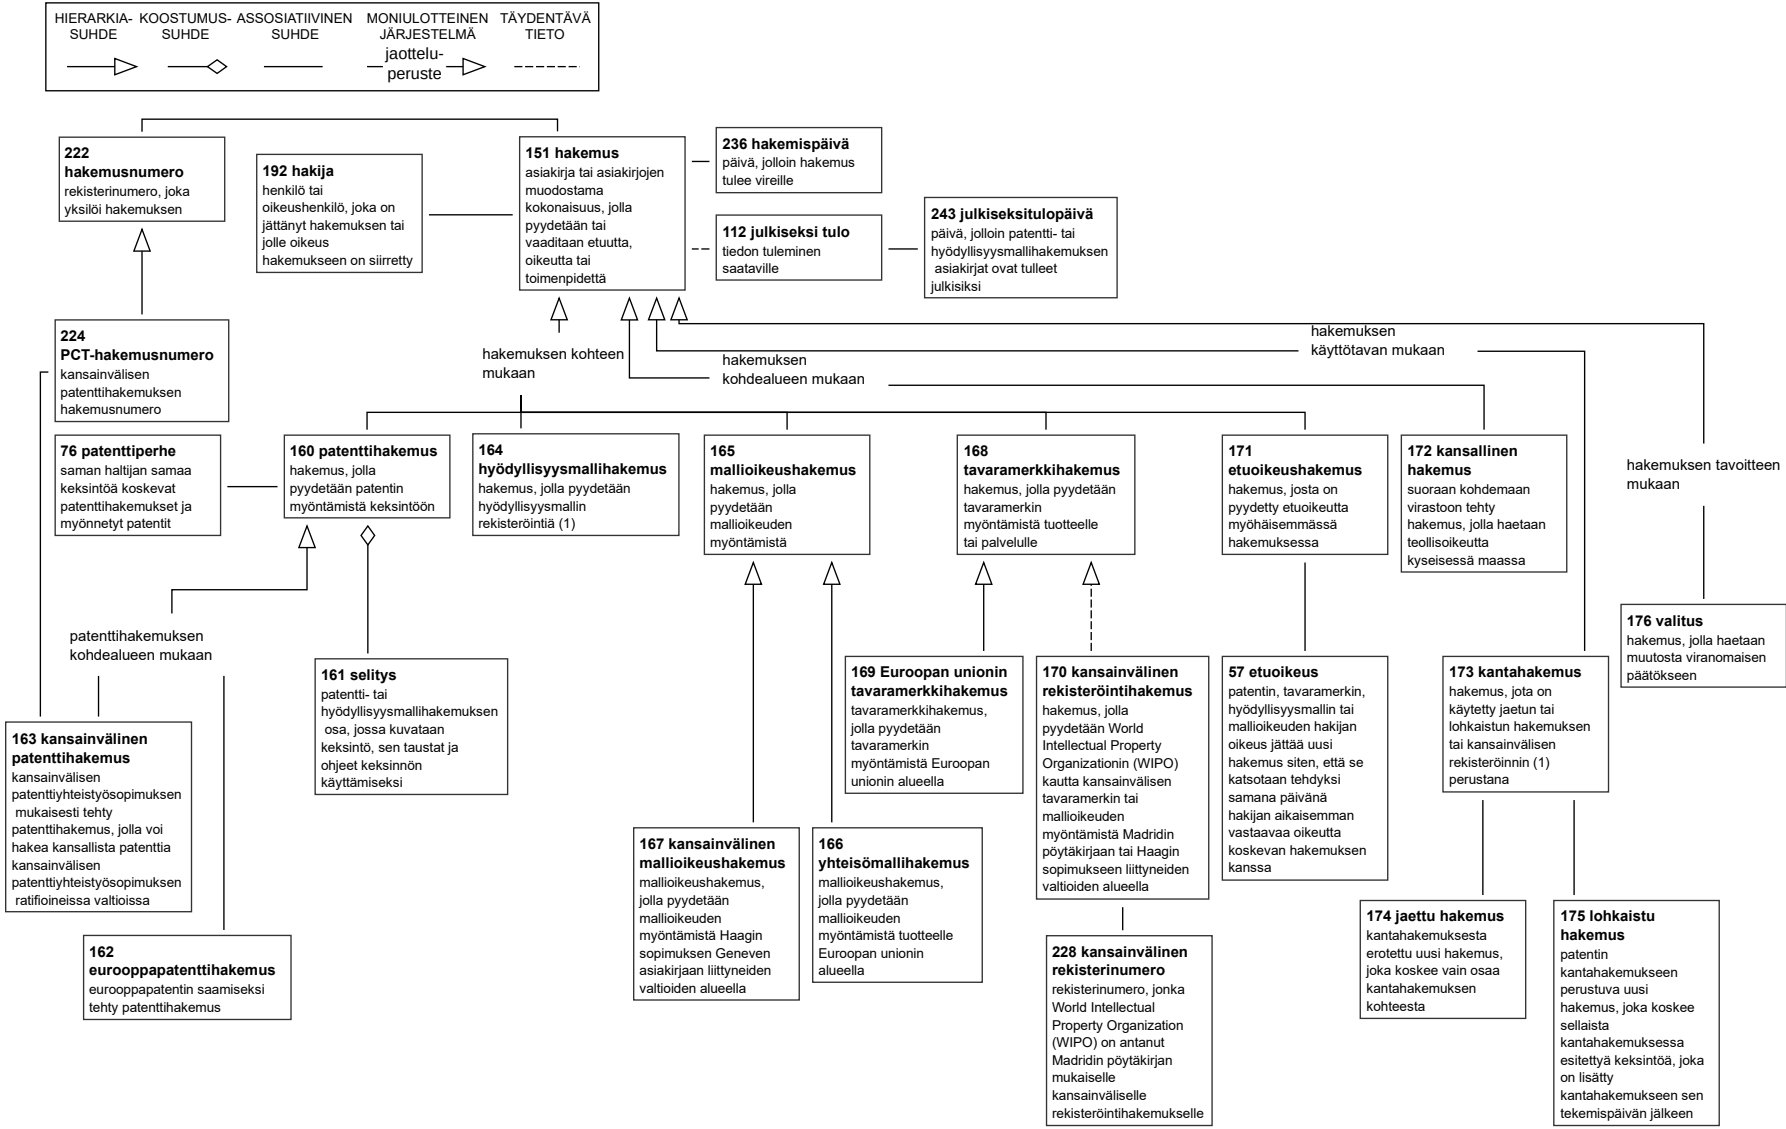 HIERARKIA-
SUHDE
KOOSTUMUS-
SUHDE
ASSOSIATIIVINEN
SUHDE
MONIULOTTEINEN
JÄRJESTELMÄ
jaottelu-
peruste
TÄYDENTÄVÄ
TIETO
222
hakemusnumero
rekisterinumero, joka
yksilöi hakemuksen
192 hakija
henkilö tai
oikeushenkilö, joka on
jättänyt hakemuksen tai
jolle oikeus
hakemukseen on siirretty
151 hakemus
asiakirja tai asiakirjojen
muodostama
kokonaisuus, jolla
pyydetään tai
vaaditaan etuutta,
oikeutta tai
toimenpidettä
236 hakemispäivä
päivä, jolloin hakemus
tulee vireille
112 julkiseksi tulo
tiedon tuleminen
saataville
243 julkiseksitulopäivä
päivä, jolloin patentti- tai
hyödyllisyysmallihakemuksen
asiakirjat ovat tulleet
julkisiksi
224
PCT-hakemusnumero
kansainvälisen
patenttihakemuksen
hakemusnumero
hakemuksen kohteen
mukaan
hakemuksen
kohdealueen mukaan
hakemuksen
käyttötavan mukaan
hakemuksen tavoitteen
mukaan
76 patenttiperhe
saman haltijan samaa
keksintöä koskevat
patenttihakemukset ja
myönnetyt patentit
160 patenttihakemus
hakemus, jolla
pyydetään patentin
myöntämistä keksintöön
164
hyödyllisyysmallihakemus
hakemus, jolla pyydetään
hyödyllisyysmallin
rekisteröintiä (1)
165
mallioikeushakemus
hakemus, jolla
pyydetään
mallioikeuden
myöntämistä
168
tavaramerkkihakemus
hakemus, jolla pyydetään
tavaramerkin
myöntämistä tuotteelle
tai palvelulle
171
etuoikeushakemus
hakemus, josta on
pyydetty etuoikeutta
myöhäisemmässä
hakemuksessa
172 kansallinen
hakemus
suoraan kohdemaan
virastoon tehty
hakemus, jolla haetaan
teollisoikeutta
kyseisessä maassa
patenttihakemuksen
kohdealueen mukaan
161 selitys
patentti- tai
hyödyllisyysmallihakemuksen
osa, jossa kuvataan
keksintö, sen taustat ja
ohjeet keksinnön
käyttämiseksi
169 Euroopan unionin
tavaramerkkihakemus
tavaramerkkihakemus,
jolla pyydetään
tavaramerkin
myöntämistä Euroopan
unionin alueella
170 kansainvälinen
rekisteröintihakemus
hakemus, jolla
pyydetään World
Intellectual Property
Organizationin (WIPO)
kautta kansainvälisen
tavaramerkin tai
mallioikeuden
myöntämistä Madridin
pöytäkirjaan tai Haagin
sopimukseen liittyneiden
valtioiden alueella
57 etuoikeus
patentin, tavaramerkin,
hyödyllisyysmallin tai
mallioikeuden hakijan
oikeus jättää uusi
hakemus siten, että se
katsotaan tehdyksi
samana päivänä
hakijan aikaisemman
vastaavaa oikeutta
koskevan hakemuksen
kanssa
173 kantahakemus
hakemus, jota on
käytetty jaetun tai
lohkaistun hakemuksen
tai kansainvälisen
rekisteröinnin (1)
perustana
176 valitus
hakemus, jolla haetaan
muutosta viranomaisen
päätökseen
163 kansainvälinen
patenttihakemus
kansainvälisen
patenttiyhteistyösopimuksen
mukaisesti tehty
patenttihakemus, jolla voi
hakea kansallista patenttia
kansainvälisen
patenttiyhteistyösopimuksen
ratifioineissa valtioissa
162
eurooppapatenttihakemus
eurooppapatentin saamiseksi
tehty patenttihakemus
167 kansainvälinen
mallioikeushakemus
mallioikeushakemus,
jolla pyydetään
mallioikeuden
myöntämistä Haagin
sopimuksen Geneven
asiakirjaan liittyneiden
valtioiden alueella
166
yhteisömallihakemus
mallioikeushakemus,
jolla pyydetään
mallioikeuden
myöntämistä tuotteelle
Euroopan unionin
alueella
228 kansainvälinen
rekisterinumero
rekisterinumero, jonka
World Intellectual
Property Organization
(WIPO) on antanut
Madridin pöytäkirjan
mukaiselle
kansainväliselle
rekisteröintihakemukselle
174 jaettu hakemus
kantahakemuksesta
erotettu uusi hakemus,
joka koskee vain osaa
kantahakemuksen
kohteesta
175 lohkaistu
hakemus
patentin
kantahakemukseen
perustuva uusi
hakemus, joka koskee
sellaista
kantahakemuksessa
esitettyä keksintöä, joka
on lisätty
kantahakemukseen sen
tekemispäivän jälkeen